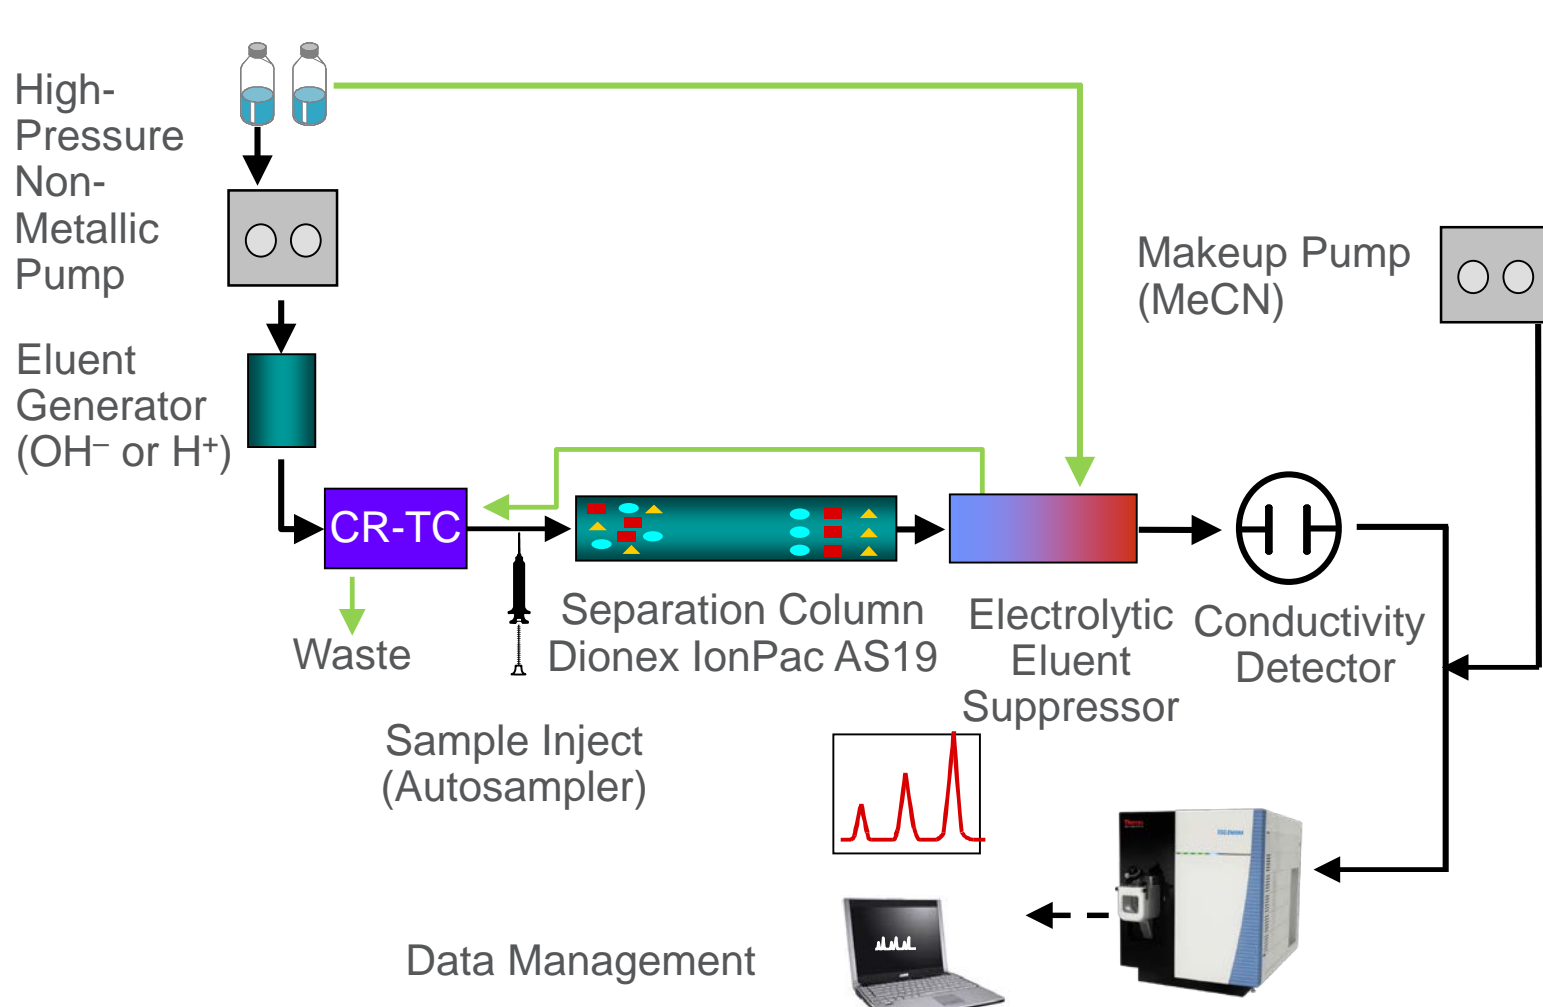 High-
Pressure
Non-
Metallic
Pump
Makeup Pump
(MeCN)
Eluent
Generator
(OH⁻ or H⁺)
CR-TC
Waste
Separation Column
Dionex IonPac AS19
Electrolytic
Eluent
Suppressor
Conductivity
Detector
Sample Inject
(Autosampler)
Data Management